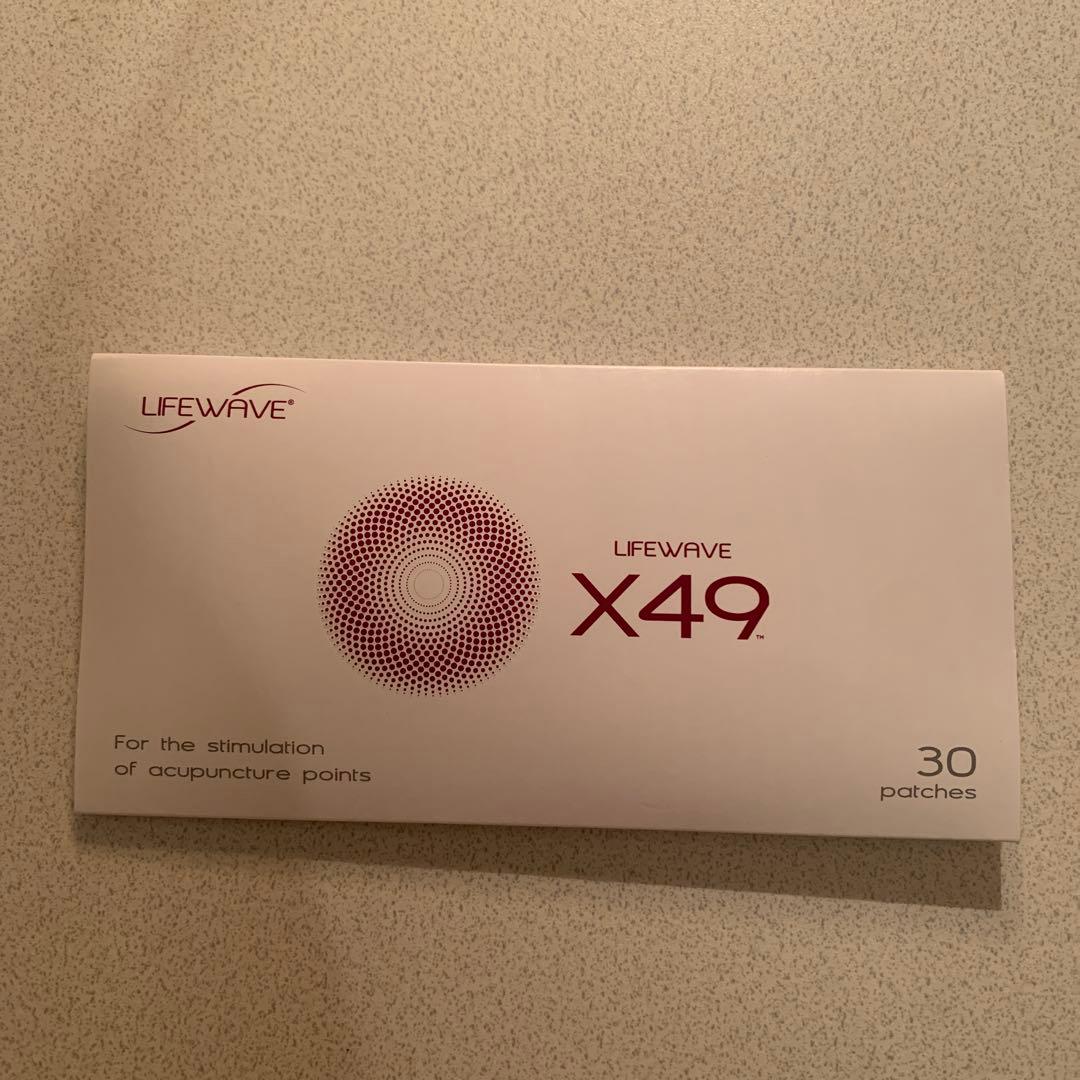 LIFEWAVE®
LIFEWAVE
X49™
For the stimulation
of acupuncture points
30
patches